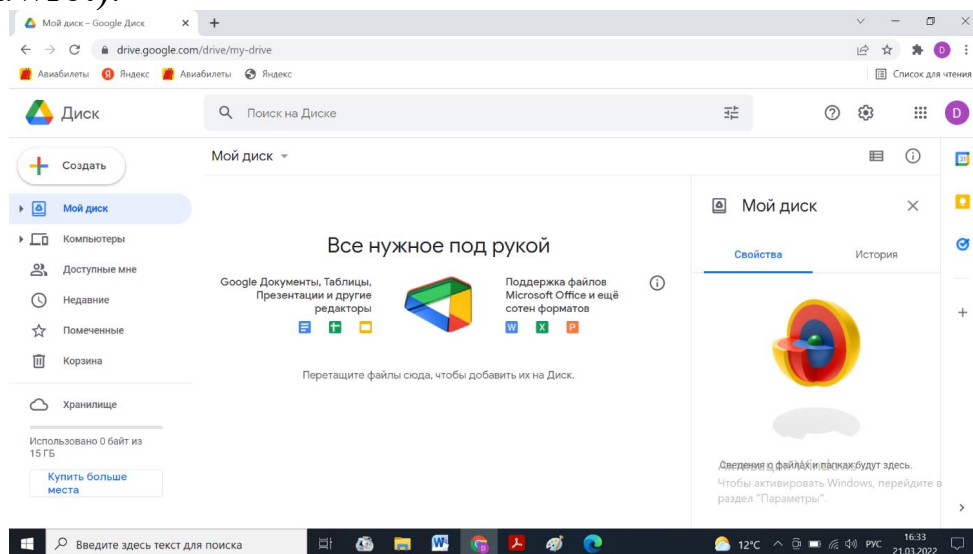 Мой диск – Google Диск
drive.google.com/drive/my-drive
Авиабилеты Яндекс Авиабилеты Яндекс
Список для чтения
Диск
Поиск на Диске
D
Создать
Мой диск
Мой диск
Компьютеры
Доступные мне
Недавние
Помеченные
Корзина
Хранилище
Использовано 0 байт из
15 ГБ
Купить больше
места
Все нужное под рукой
Google Документы, Таблицы,
Презентации и другие
редакторы
Поддержка файлов
Microsoft Office и ещё
сотен форматов
W X P
Перетащите файлы сюда, чтобы добавить их на Диск.
Мой диск
Свойства История
Сведения о файлах и папках будут здесь.
Чтобы активировать Windows, перейдите в
раздел "Параметры".
Введите здесь текст для поиска
12°C
РУС
16:33
21.03.2022